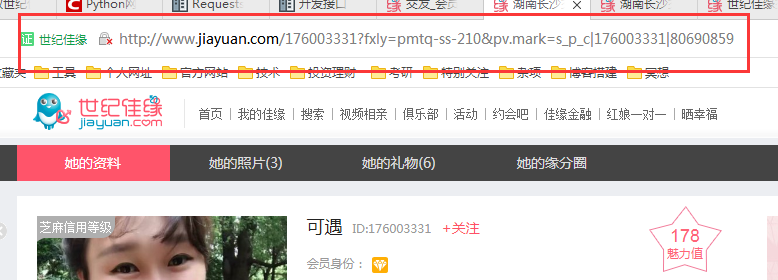 Python网 Requests 开发接口 交友_会员 湖南长沙 湖南长沙 世纪佳缘
证 世纪佳缘 http://www.jiayuan.com/176003331?fxly=pmtq-ss-210&pv.mark=s_p_c|176003331|80690859
收藏夹 工具 个人网址 官方网站 技术 投资理财 考研 特别关注 杂项 博客搭建 冥想
世纪佳缘
jiayuan.com
首页 | 我的佳缘 | 搜索 | 视频相亲 | 俱乐部 | 活动 | 约会吧 | 佳缘金融 | 红娘一对一 | 晒幸福
她的资料 她的照片(3) 她的礼物(6) 她的缘分圈
芝麻信用等级
可遇 ID:176003331 +关注
178
魅力值
会员身份：